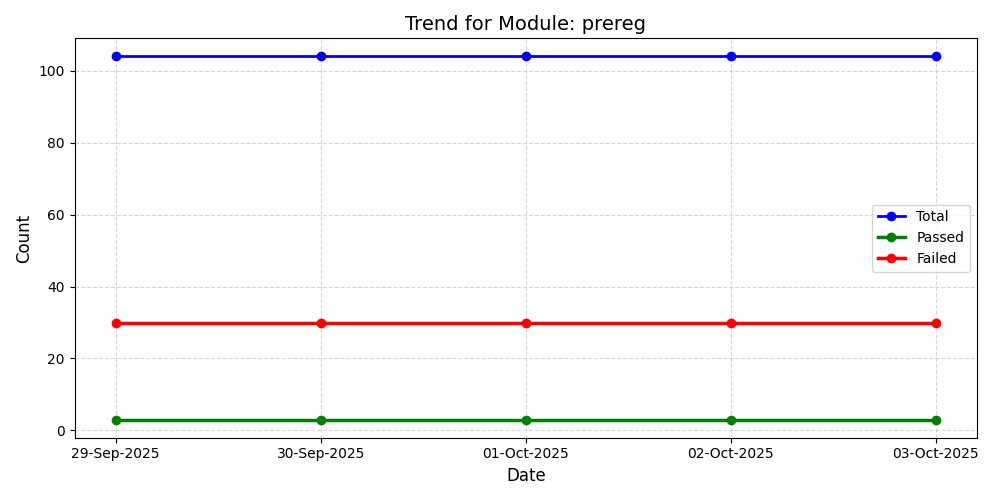 Trend for Module: prereg
Count
100
80
60
40
20
0
Total
Passed
Failed
29-Sep-2025
30-Sep-2025
01-Oct-2025
02-Oct-2025
03-Oct-2025
Date